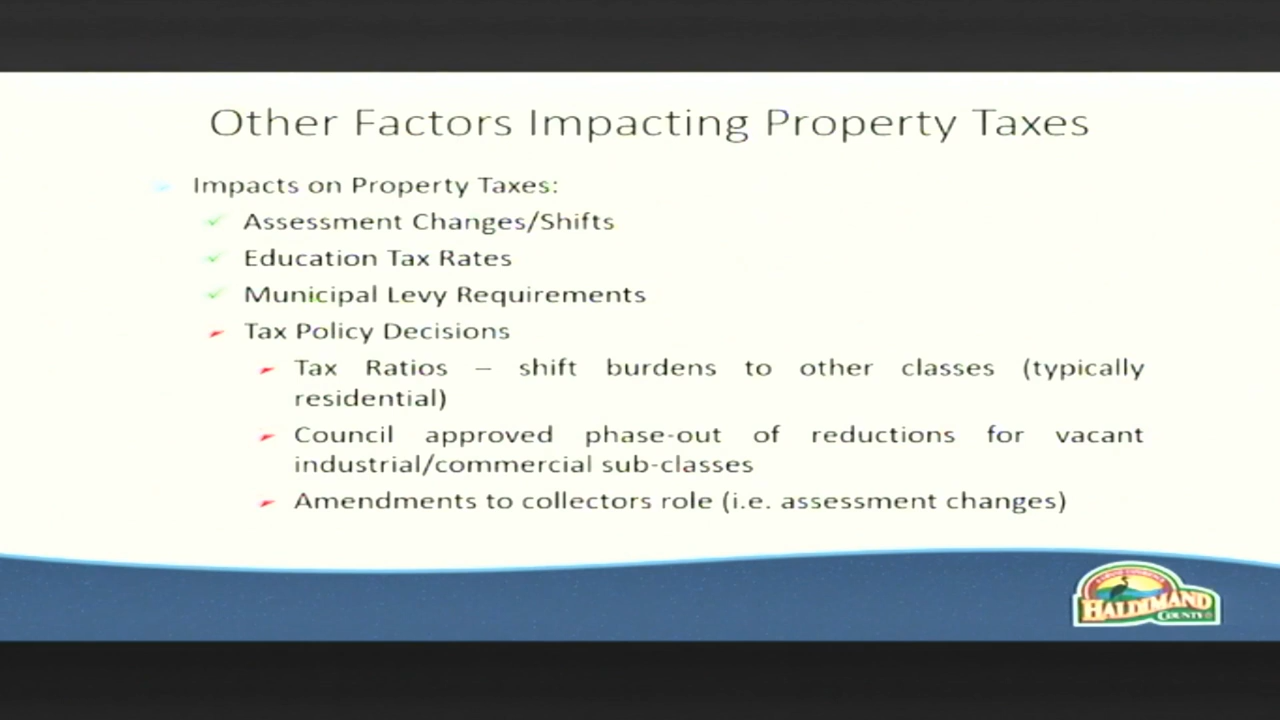 Other Factors Impacting Property Taxes
Impacts on Property Taxes:
Assessment Changes/Shifts
Education Tax Rates
Municipal Levy Requirements
Tax Policy Decisions
Tax Ratios – shift burdens to other classes (typically
residential)
Council approved phase-out of reductions for vacant
industrial/commercial sub-classes
Amendments to collectors role (i.e. assessment changes)
HALDIMAND
COUNTY